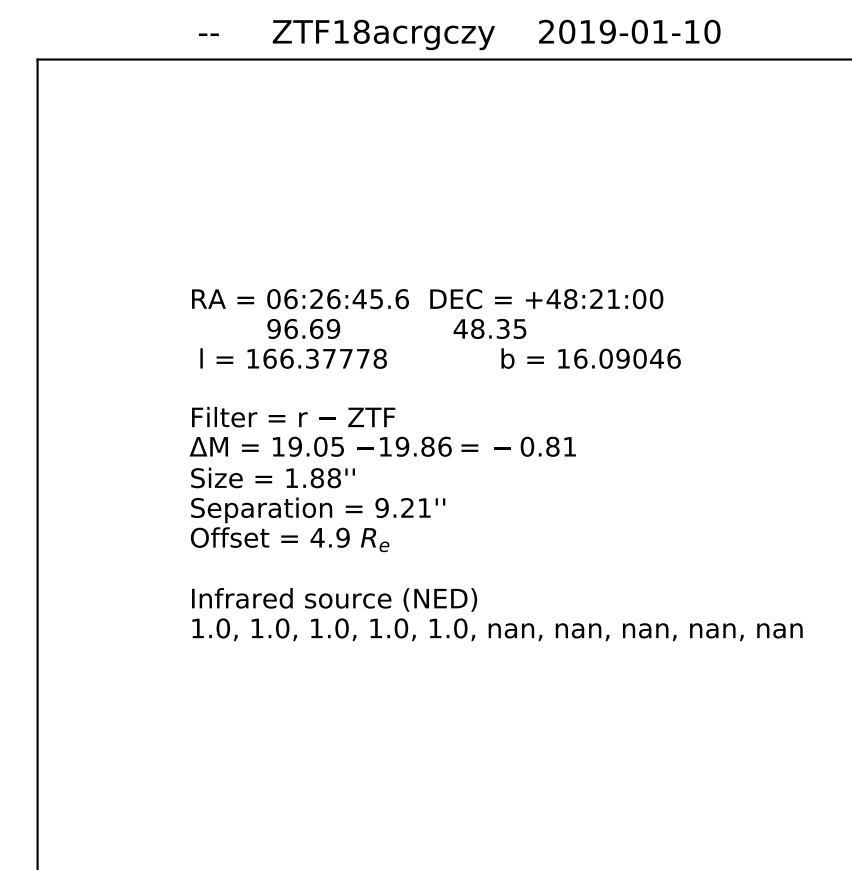 -- ZTF18acrgczy 2019-01-10
RA = 06:26:45.6 DEC = +48:21:00
96.69 48.35
l = 166.37778 b = 16.09046
Filter = r − ZTF
ΔM = 19.05 −19.86 = − 0.81
Size = 1.88''
Separation = 9.21''
Offset = 4.9 Rₑ
Infrared source (NED)
1.0, 1.0, 1.0, 1.0, 1.0, nan, nan, nan, nan, nan